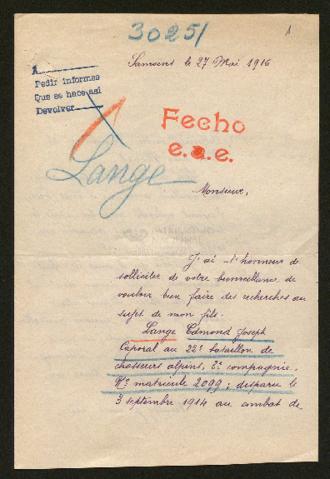 30251
1
A
Pedir informes
Que se hace así
Devolver
Samoëns le 27 Mai 1916
Fecho
e. a. e.
Lange
Monsieur,
J'ai l'honneur de
solliciter de votre bienveillance de
vouloir bien faire des recherches au
sujet de mon fils.
Lange Edmond Joseph
Caporal au 22e bataillon de
chasseurs alpins, 5e compagnie,
No matricule 2099; disparu le
3 septembre 1914 au combat de